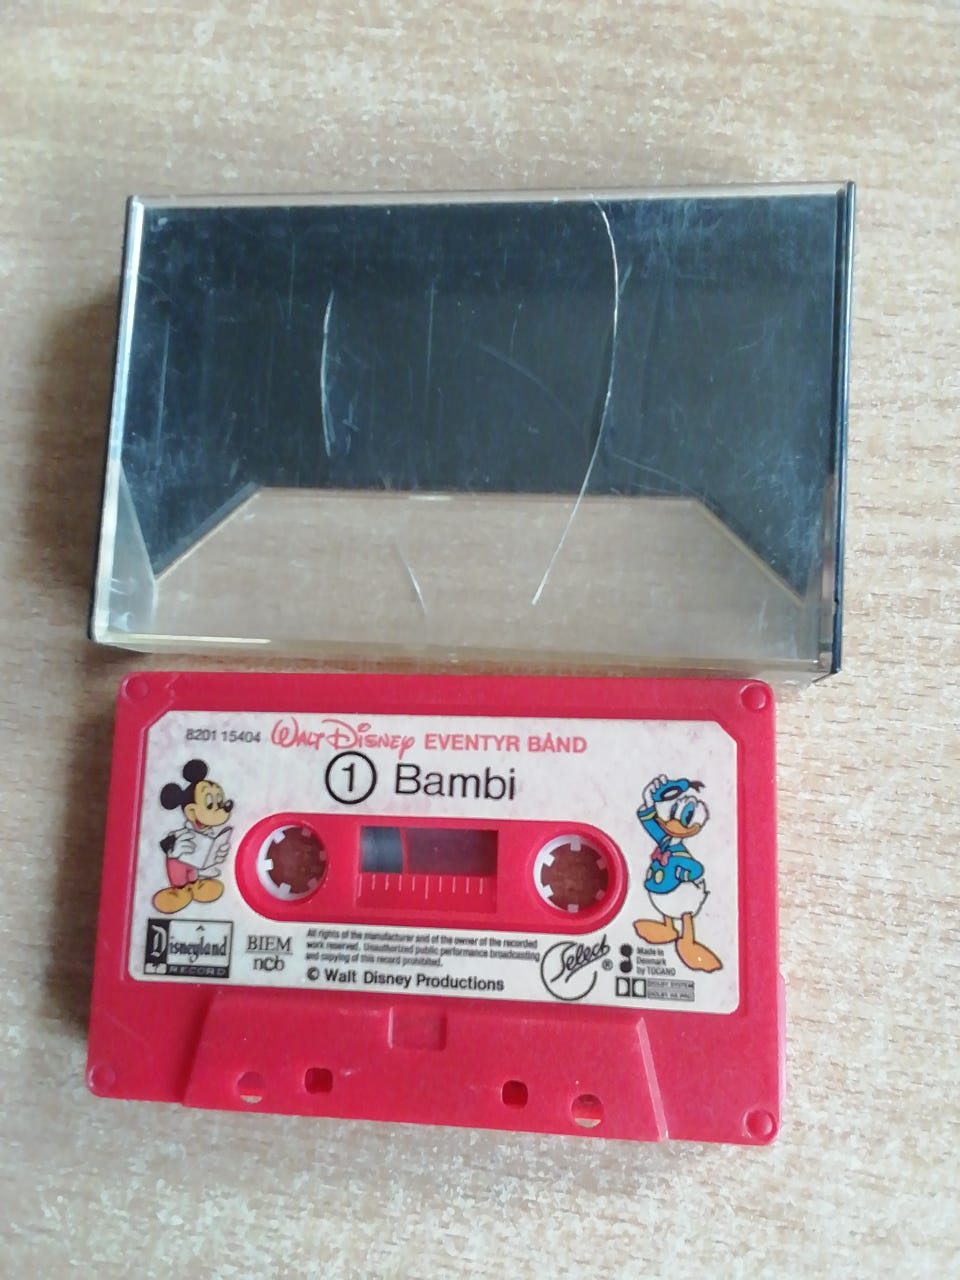 8201 15404 Walt Disney EVENTYR BÅND
1 Bambi
Disneyland
RECORD
BIEM
ncb
All rights of the manufacturer and of the owner of the recorded
work reserved. Unauthorized public performance broadcasting
and copying of this record prohibited.
© Walt Disney Productions
Select ®
Made in
Denmark
by TOCANO
DOLBY SYSTEM